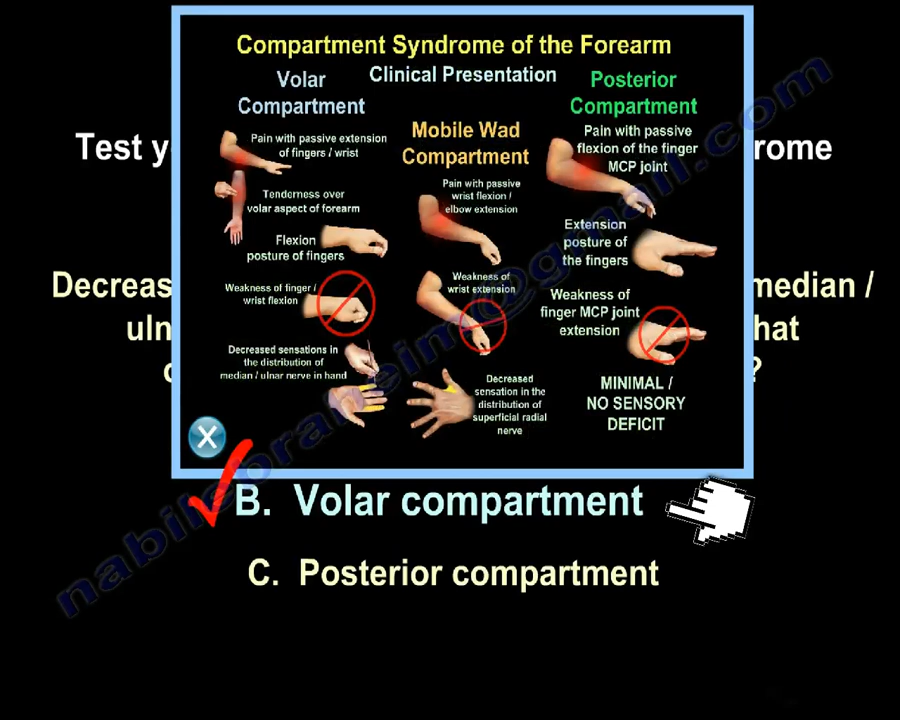 Compartment Syndrome of the Forearm
Clinical Presentation
Volar
Compartment
Pain with passive extension
of fingers / wrist
Tenderness over
volar aspect of forearm
Flexion
posture of fingers
Weakness of finger /
wrist flexion
Decreased sensations in
the distribution of
median / ulnar nerve in hand
Mobile Wad
Compartment
Pain with passive
wrist flexion /
elbow extension
Weakness of
wrist extension
Decreased
sensation in the
distribution of
superficial radial
nerve
Posterior
Compartment
Pain with passive
flexion of the finger
MCP joint
Extension
posture of
the fingers
Weakness of
finger MCP joint
extension
MINIMAL /
NO SENSORY
DEFICIT
X
Test
median /
?
B. Volar compartment
C. Posterior compartment